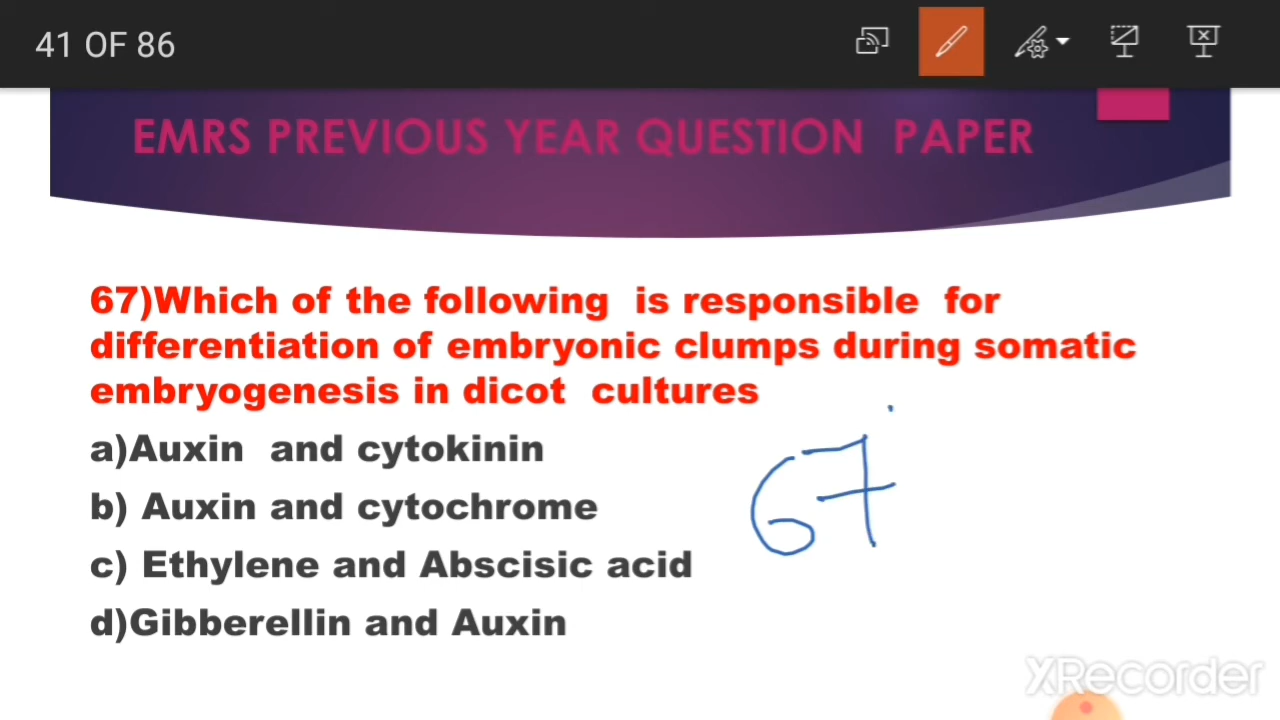 41 OF 86
EMRS PREVIOUS YEAR QUESTION PAPER
67)Which of the following is responsible for
differentiation of embryonic clumps during somatic
embryogenesis in dicot cultures
a)Auxin and cytokinin
b) Auxin and cytochrome
67
c) Ethylene and Abscisic acid
d)Gibberellin and Auxin
XRecorder